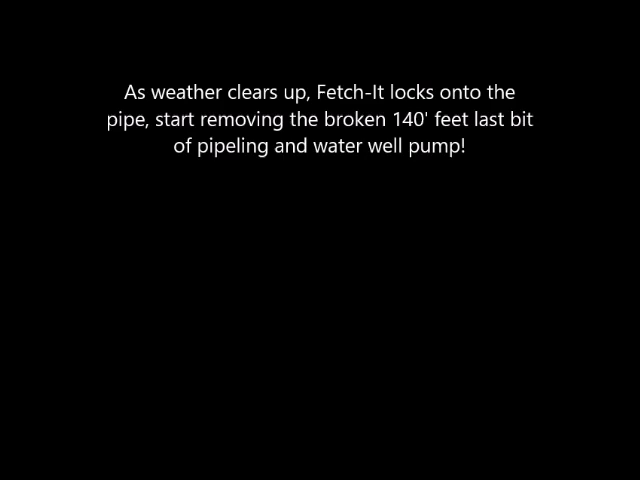 As weather clears up, Fetch-It locks onto the
pipe, start removing the broken 140' feet last bit
of pipeling and water well pump!